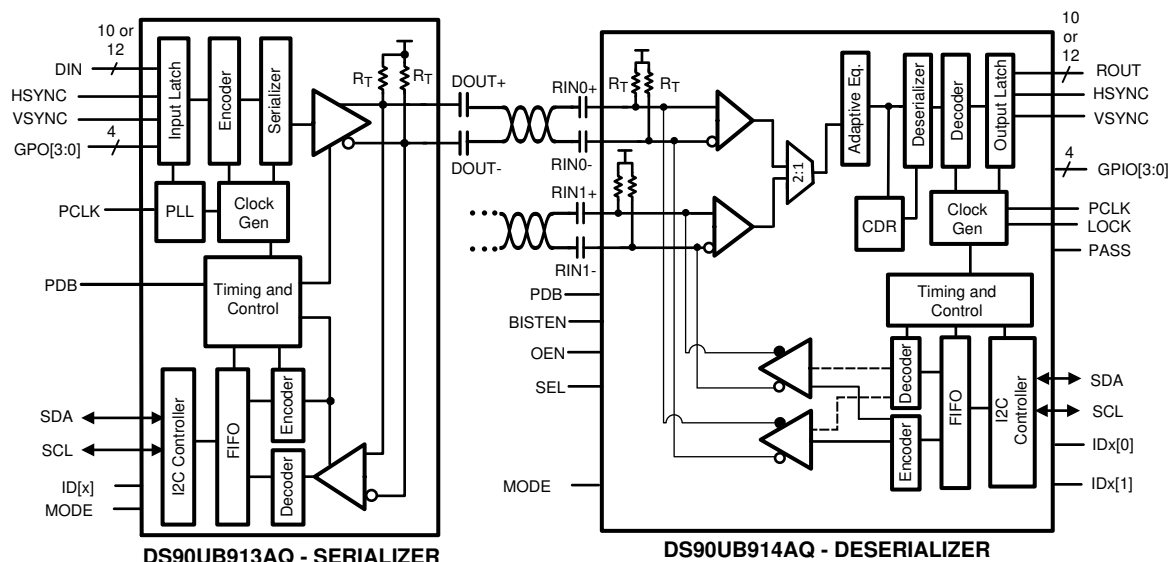 10 or
12
DIN
HSYNC
VSYNC
4
GPO[3:0]
PCLK
PDB
SDA
SCL
ID[x]
MODE
Input Latch
Encoder
Serializer
RT
RT
PLL
Clock
Gen
Timing and
Control
I2C Controller
FIFO
Encoder
Decoder
DOUT+
DOUT-
RIN0+
RIN0-
RIN1+
RIN1-
PDB
BISTEN
OEN
SEL
MODE
RT
RT
2:1
Adaptive Eq.
Deserializer
Decoder
Output Latch
CDR
Clock
Gen
Timing and
Control
Decoder
Encoder
FIFO
I2C
Controller
10
or
12
ROUT
HSYNC
VSYNC
4
GPIO[3:0]
PCLK
LOCK
PASS
SDA
SCL
IDx[0]
IDx[1]
DS90UB913AQ - SERIALIZER
DS90UB914AQ - DESERIALIZER